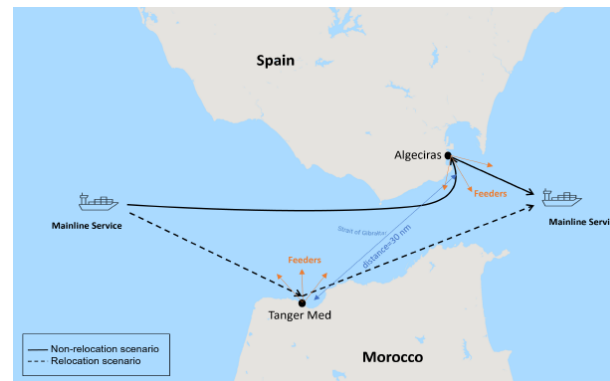 Spain
Algeciras
Feeders
Mainline Service
Mainline Servi
Strait of Gibraltar
distance=30 nm
Feeders
Tanger Med
Morocco
Non-relocation scenario
Relocation scenario